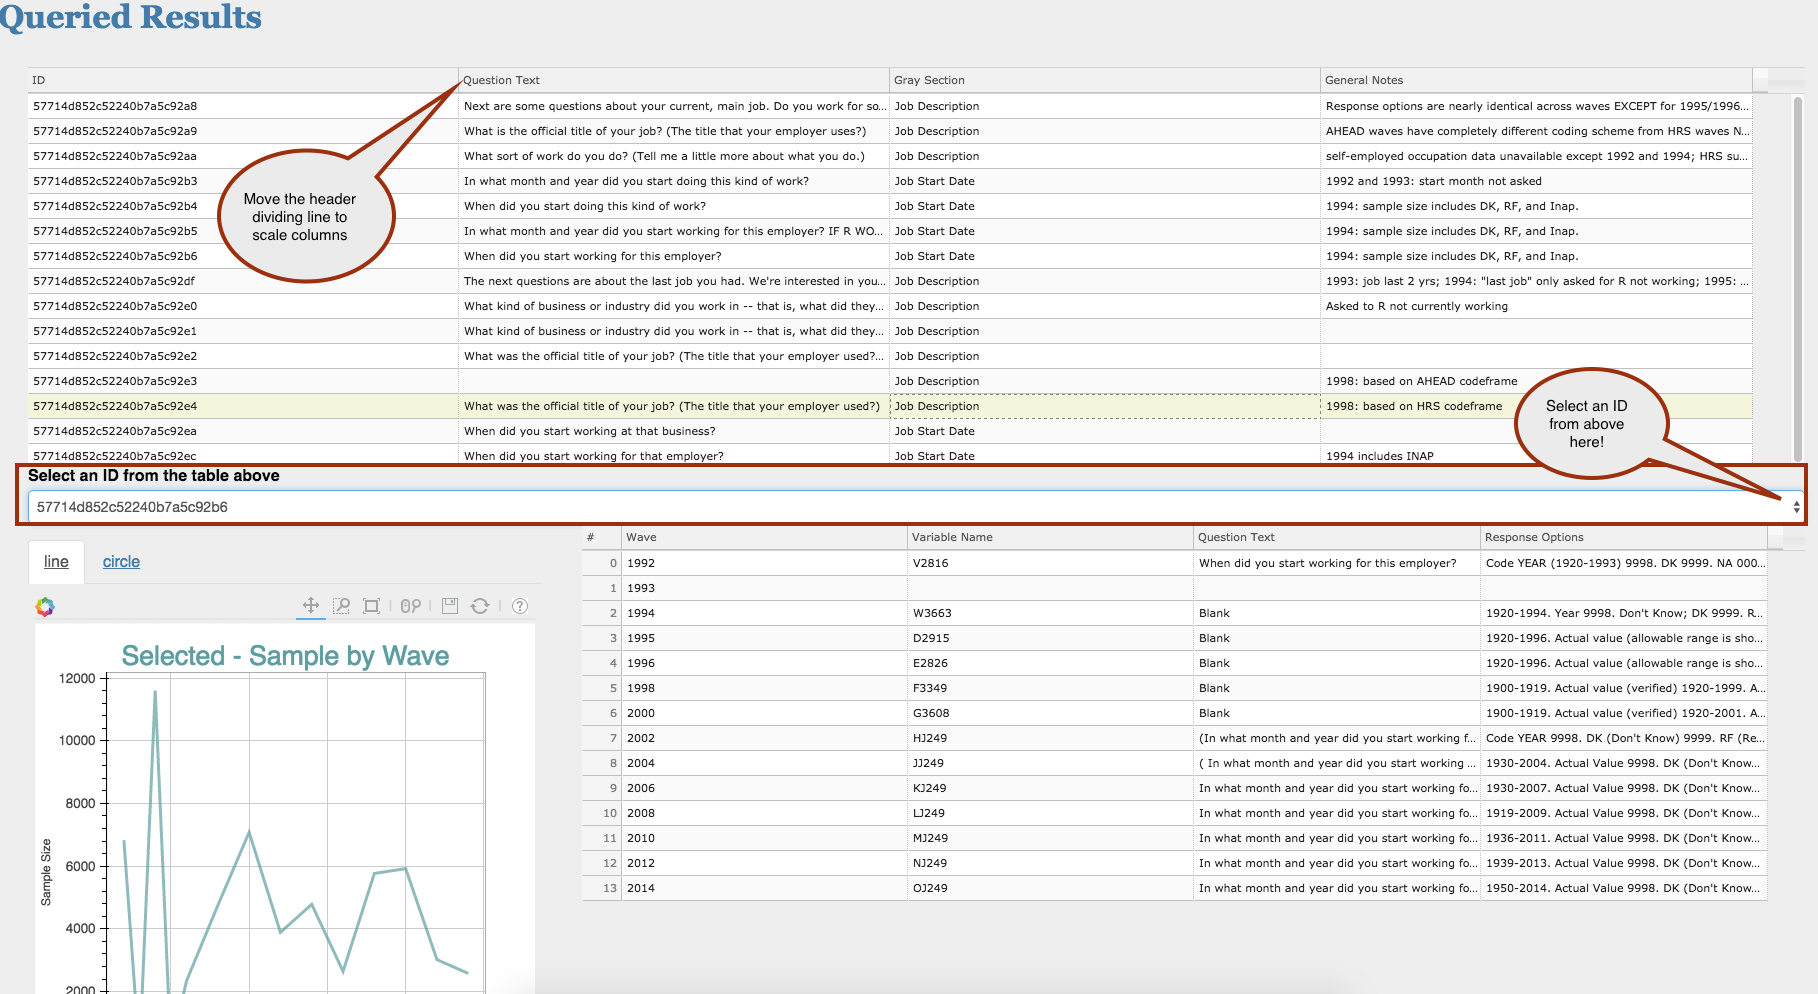 Queried Results
ID Question Text Gray Section General Notes
57714d852c52240b7a5c92a8 Next are some questions about your current, main job. Do you work for so... Job Description Response options are nearly identical across waves EXCEPT for 1995/1996...
57714d852c52240b7a5c92a9 What is the official title of your job? (The title that your employer uses?) Job Description AHEAD waves have completely different coding scheme from HRS waves N...
57714d852c52240b7a5c92aa What sort of work do you do? (Tell me a little more about what you do.) Job Description self-employed occupation data unavailable except 1992 and 1994; HRS su...
57714d852c52240b7a5c92b3 In what month and year did you start doing this kind of work? Job Start Date 1992 and 1993: start month not asked
57714d852c52240b7a5c92b4 When did you start doing this kind of work? Job Start Date 1994: sample size includes DK, RF, and Inap.
57714d852c52240b7a5c92b5 In what month and year did you start working for this employer? IF R WO... Job Start Date 1994: sample size includes DK, RF, and Inap.
57714d852c52240b7a5c92b6 When did you start working for this employer? Job Start Date 1994: sample size includes DK, RF, and Inap.
57714d852c52240b7a5c92df The next questions are about the last job you had. We're interested in you... Job Description 1993: job last 2 yrs; 1994: "last job" only asked for R not working; 1995: ...
57714d852c52240b7a5c92e0 What kind of business or industry did you work in -- that is, what did they... Job Description Asked to R not currently working
57714d852c52240b7a5c92e1 What kind of business or industry did you work in -- that is, what did they... Job Description
57714d852c52240b7a5c92e2 What was the official title of your job? (The title that your employer used?... Job Description
57714d852c52240b7a5c92e3 Job Description 1998: based on AHEAD codeframe
57714d852c52240b7a5c92e4 What was the official title of your job? (The title that your employer used?) Job Description 1998: based on HRS codeframe
57714d852c52240b7a5c92ea When did you start working at that business? Job Start Date
57714d852c52240b7a5c92ec When did you start working for that employer? Job Start Date 1994 includes INAP
Move the header
dividing line to
scale columns
Select an ID
from above
here!
Select an ID from the table above
57714d852c52240b7a5c92b6
line circle
?
Selected - Sample by Wave
Sample Size
12000
10000
8000
6000
4000
2000
# Wave Variable Name Question Text Response Options
0 1992 V2816 When did you start working for this employer? Code YEAR (1920-1993) 9998. DK 9999. NA 000...
1 1993
2 1994 W3663 Blank 1920-1994. Year 9998. Don't Know; DK 9999. R...
3 1995 D2915 Blank 1920-1996. Actual value (allowable range is sho...
4 1996 E2826 Blank 1920-1996. Actual value (allowable range is sho...
5 1998 F3349 Blank 1900-1919. Actual value (verified) 1920-1999. A...
6 2000 G3608 Blank 1900-1919. Actual value (verified) 1920-2001. A...
7 2002 HJ249 (In what month and year did you start working f... Code YEAR 9998. DK (Don't Know) 9999. RF (Re...
8 2004 JJ249 ( In what month and year did you start working ... 1930-2004. Actual Value 9998. DK (Don't Know...
9 2006 KJ249 In what month and year did you start working fo... 1930-2007. Actual Value 9998. DK (Don't Know...
10 2008 LJ249 In what month and year did you start working fo... 1919-2009. Actual Value 9998. DK (Don't Know...
11 2010 MJ249 In what month and year did you start working fo... 1936-2011. Actual Value 9998. DK (Don't Know...
12 2012 NJ249 In what month and year did you start working fo... 1939-2013. Actual Value 9998. DK (Don't Know...
13 2014 OJ249 In what month and year did you start working fo... 1950-2014. Actual Value 9998. DK (Don't Know...